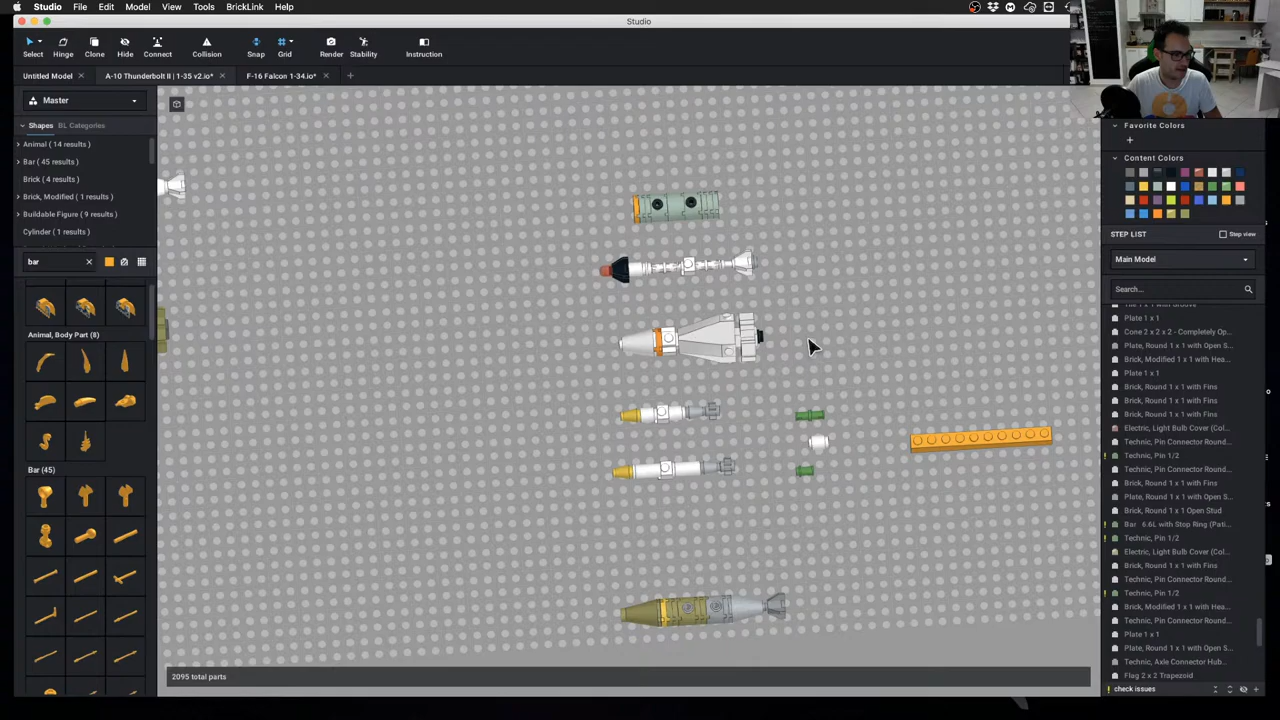 Studio File Edit Model View Tools BrickLink Help
Studio
Select Hinge Clone Hide Connect Collision Snap Grid Render Stability Instruction
Untitled Model A-10 Thunderbolt II | 1-35 v2.io* F-16 Falcon 1-34.io*
Master
Shapes BL Categories
Animal ( 14 results )
Bar ( 45 results )
Brick ( 4 results )
Brick, Modified ( 1 results )
Buildable Figure ( 9 results )
Cylinder ( 1 results )
bar
Animal, Body Part (8)
Bar (45)
2095 total parts
Favorite Colors
Content Colors
STEP LIST
Step view
Main Model
Search...
Tile 1 x 1 with Groove
Plate 1 x 1
Cone 2 x 2 x 2 - Completely Op...
Plate, Round 1 x 1 with Open S...
Brick, Modified 1 x 1 with Hea...
Plate 1 x 1
Brick, Round 1 x 1 with Fins
Brick, Round 1 x 1 with Fins
Brick, Round 1 x 1 with Fins
Electric, Light Bulb Cover (Col...
Technic, Pin Connector Round...
Technic, Pin 1/2
Technic, Pin Connector Round...
Brick, Round 1 x 1 with Fins
Plate, Round 1 x 1 with Open S...
Brick, Round 1 x 1 Open Stud
Bar 6.6L with Stop Ring (Pati...
Technic, Pin 1/2
Electric, Light Bulb Cover (Col...
Brick, Round 1 x 1 with Fins
Technic, Pin Connector Round...
Technic, Pin 1/2
Brick, Modified 1 x 1 with Hea...
Technic, Pin Connector Round...
Plate 1 x 1
Plate, Round 1 x 1 with Open S...
Technic, Axle Connector Hub...
Flag 2 x 2 Trapezoid
check issues